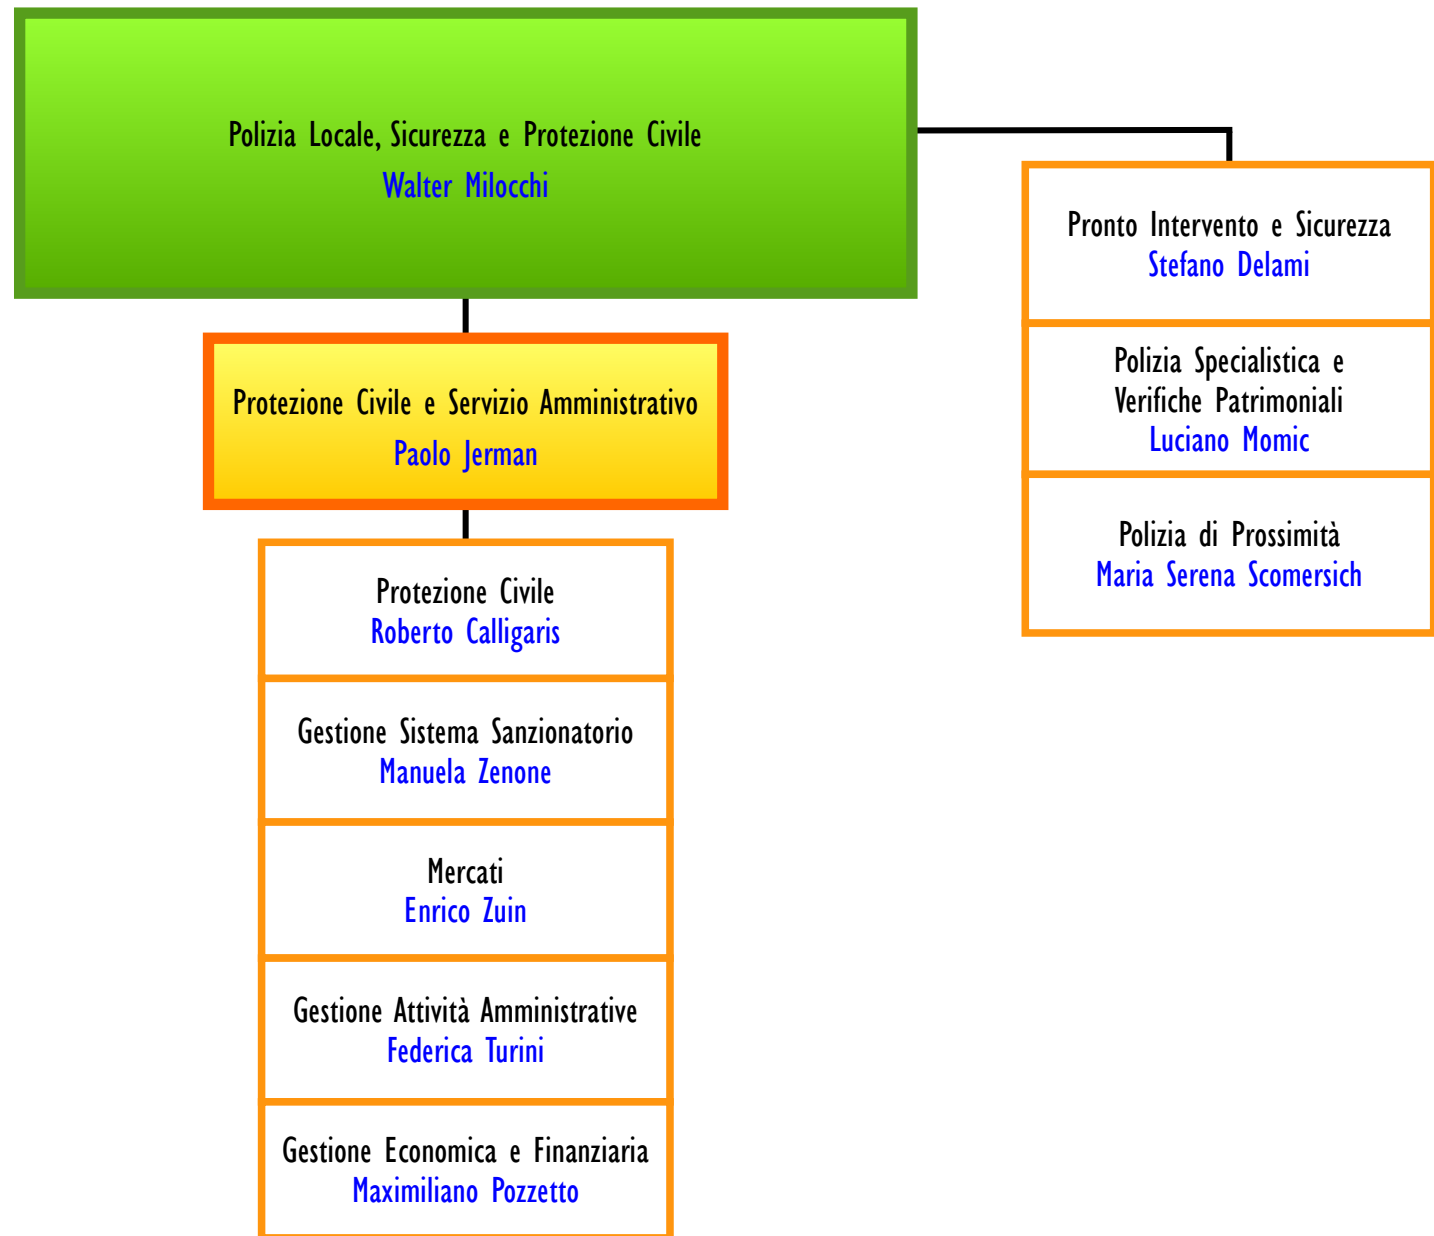 Polizia Locale, Sicurezza e Protezione Civile
Walter Milocchi
Pronto Intervento e Sicurezza
Stefano Delami
Polizia Specialistica e
Verifiche Patrimoniali
Luciano Momic
Polizia di Prossimità
Maria Serena Scomersich
Protezione Civile e Servizio Amministrativo
Paolo Jerman
Protezione Civile
Roberto Calligaris
Gestione Sistema Sanzionatorio
Manuela Zenone
Mercati
Enrico Zuin
Gestione Attività Amministrative
Federica Turini
Gestione Economica e Finanziaria
Maximiliano Pozzetto